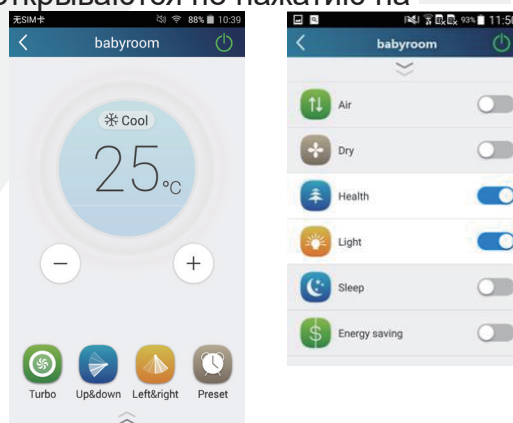 открываются по нажатию на
无SIM卡 88% 10:39
babyroom
Cool
25°C
− +
Turbo Up&down Left&right Preset
93% 11:50
babyroom
Air
Dry
Health
Light
Sleep
Energy saving